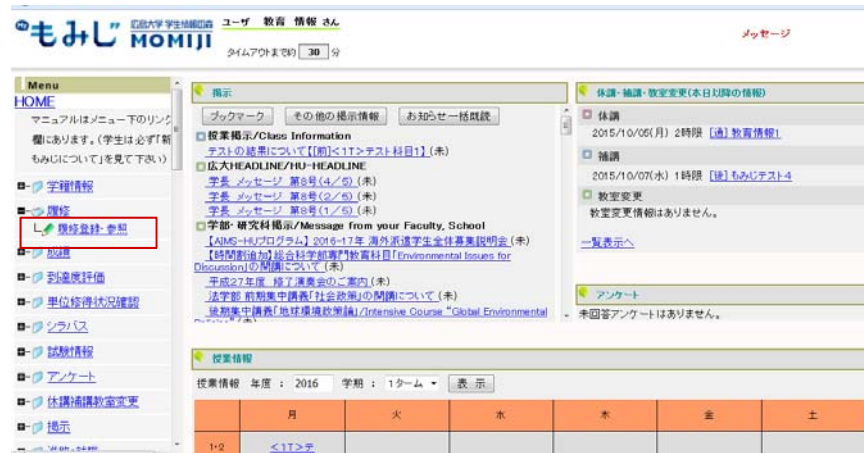 My もみじ 広島大学 学生情報の森 MOMIJI
ユーザ 教育 情報 さん
タイムアウトまで約 30 分
メッセージ
Menu
HOME
マニュアルはメニュー下のリンク
欄にあります。(学生は必ず「新
もみじについて」を見て下さい)
学籍情報
履修
履修登録・参照
成績
到達度評価
単位修得状況確認
シラバス
試験情報
アンケート
休講補講教室変更
掲示
掲示
ブックマーク その他の掲示情報 お知らせ一括既読
授業掲示/Class Information
テストの結果について【[前]<1T>テスト科目1】(未)
広大HEADLINE/HU-HEADLINE
学長 メッセージ 第8号(4/5)(未)
学長 メッセージ 第8号(2/5)(未)
学長 メッセージ 第8号(1/5)(未)
学部・研究科掲示/Message from your Faculty, School
【AIMS-HUプログラム】2016-17年 海外派遣学生全体募集説明会(未)
【時間割追加】総合科学部専門教育科目「Environmental Issues for
Discussion」の開講について(未)
平成27年度 修了演奏会のご案内(未)
法学部 前期集中講義「社会政策」の開講について(未)
後期集中講義「地球環境政策論」/Intensive Course "Global Environmental
休講・補講・教室変更(本日以降の情報)
休講
2015/10/05(月) 2時限 [通] 教育情報1
補講
2015/10/07(水) 1時限 [後] もみじテスト4
教室変更
教室変更情報はありません。
一覧表示へ
アンケート
未回答アンケートはありません。
授業情報
授業情報 年度 : 2016 学期 : 1ターム 表示
月 火 水 木 金 土
1・2 <1T>テ